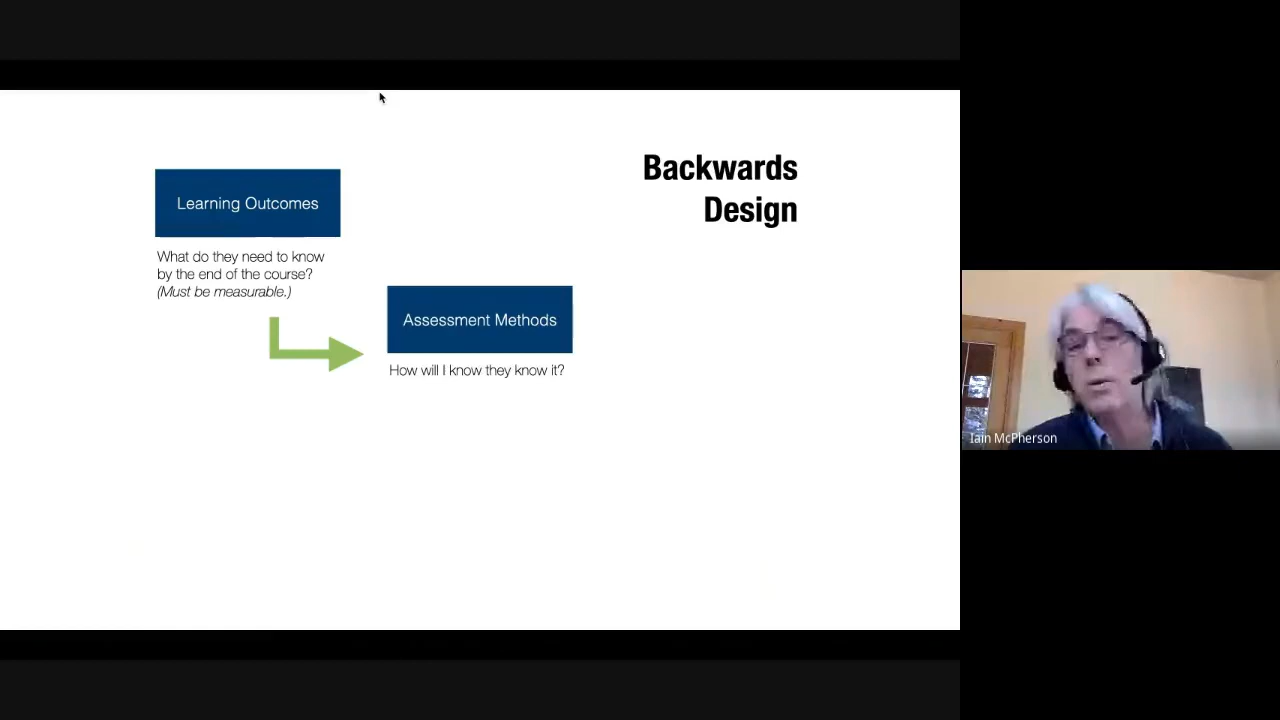 Backwards
Design
Learning Outcomes
What do they need to know
by the end of the course?
(Must be measurable.)
Assessment Methods
How will I know they know it?
Iain McPherson